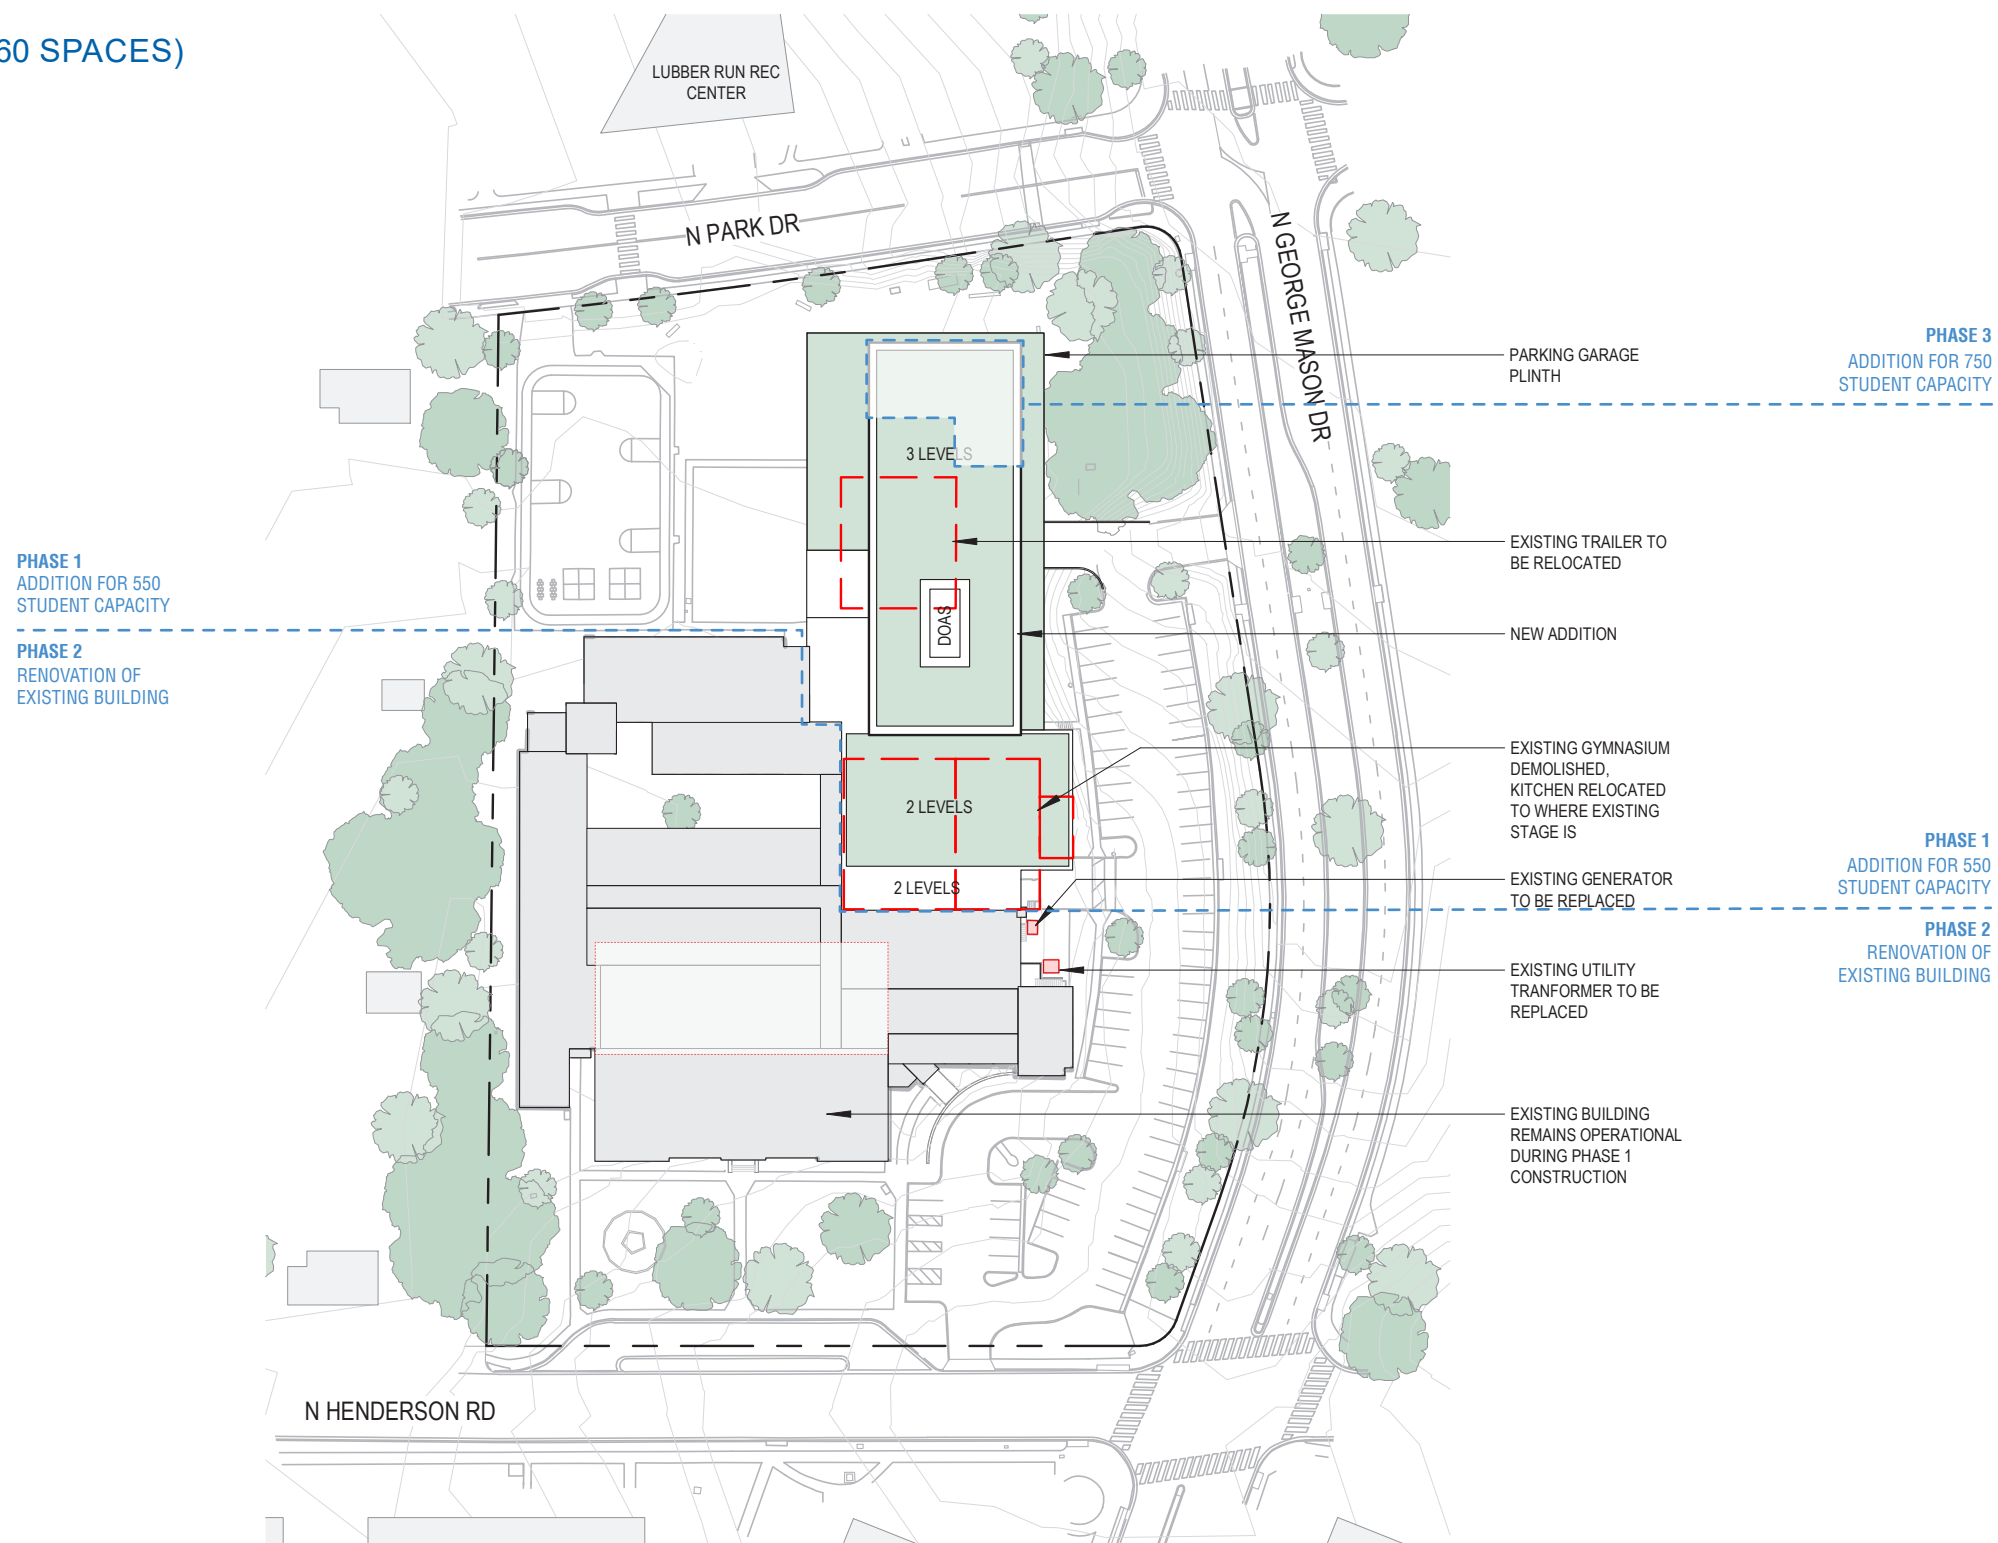 60 SPACES)
LUBBER RUN REC
CENTER
N PARK DR
N GEORGE MASON DR
PARKING GARAGE
PLINTH
PHASE 3
ADDITION FOR 750
STUDENT CAPACITY
3 LEVELS
EXISTING TRAILER TO
BE RELOCATED
PHASE 1
ADDITION FOR 550
STUDENT CAPACITY
PHASE 2
RENOVATION OF
EXISTING BUILDING
DOAS
NEW ADDITION
EXISTING GYMNASIUM
DEMOLISHED,
KITCHEN RELOCATED
TO WHERE EXISTING
STAGE IS
2 LEVELS
2 LEVELS
EXISTING GENERATOR
TO BE REPLACED
PHASE 1
ADDITION FOR 550
STUDENT CAPACITY
PHASE 2
RENOVATION OF
EXISTING BUILDING
EXISTING UTILITY
TRANFORMER TO BE
REPLACED
EXISTING BUILDING
REMAINS OPERATIONAL
DURING PHASE 1
CONSTRUCTION
N HENDERSON RD